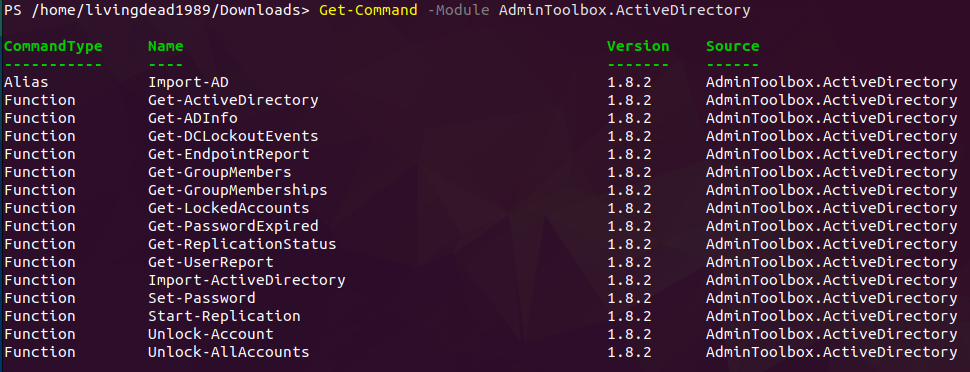 PS /home/livingdead1989/Downloads> Get-Command -Module AdminToolbox.ActiveDirectory
CommandType Name Version Source
----------- ---- ------- ------
Alias Import-AD 1.8.2 AdminToolbox.ActiveDirectory
Function Get-ActiveDirectory 1.8.2 AdminToolbox.ActiveDirectory
Function Get-ADInfo 1.8.2 AdminToolbox.ActiveDirectory
Function Get-DCLockoutEvents 1.8.2 AdminToolbox.ActiveDirectory
Function Get-EndpointReport 1.8.2 AdminToolbox.ActiveDirectory
Function Get-GroupMembers 1.8.2 AdminToolbox.ActiveDirectory
Function Get-GroupMemberships 1.8.2 AdminToolbox.ActiveDirectory
Function Get-LockedAccounts 1.8.2 AdminToolbox.ActiveDirectory
Function Get-PasswordExpired 1.8.2 AdminToolbox.ActiveDirectory
Function Get-ReplicationStatus 1.8.2 AdminToolbox.ActiveDirectory
Function Get-UserReport 1.8.2 AdminToolbox.ActiveDirectory
Function Import-ActiveDirectory 1.8.2 AdminToolbox.ActiveDirectory
Function Set-Password 1.8.2 AdminToolbox.ActiveDirectory
Function Start-Replication 1.8.2 AdminToolbox.ActiveDirectory
Function Unlock-Account 1.8.2 AdminToolbox.ActiveDirectory
Function Unlock-AllAccounts 1.8.2 AdminToolbox.ActiveDirectory